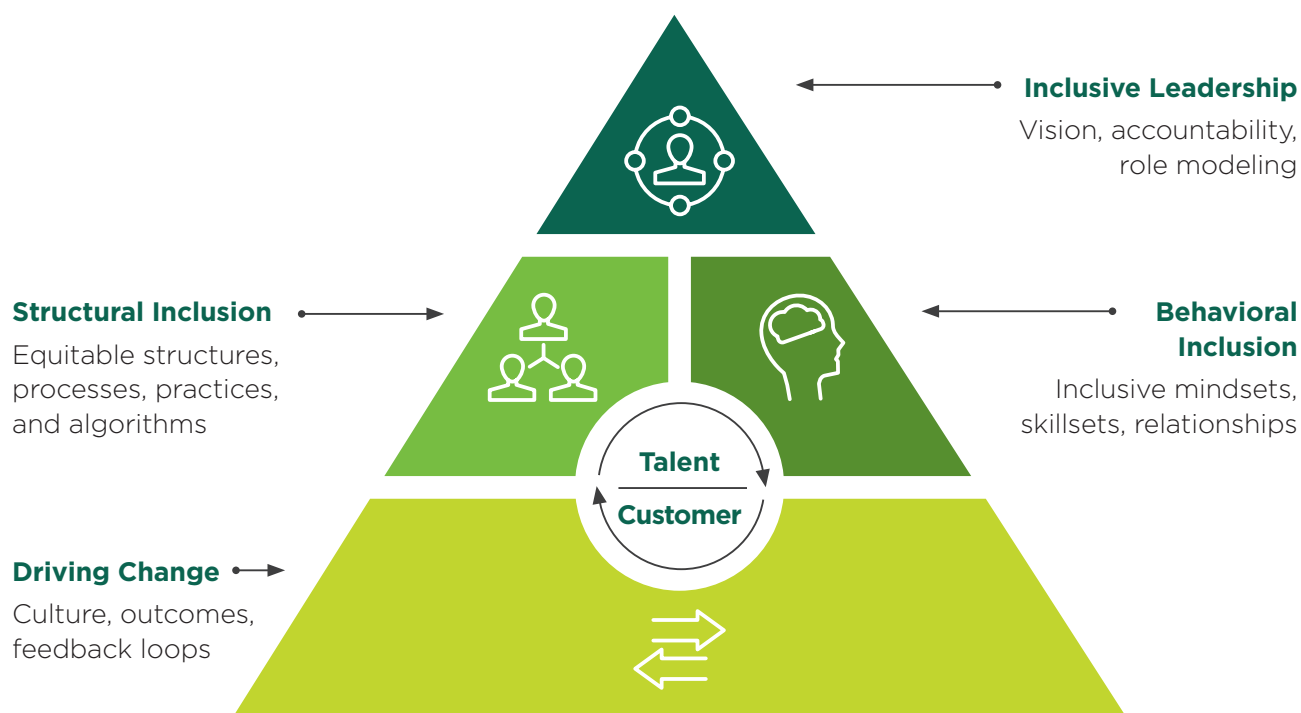 Inclusive Leadership
Vision, accountability,
role modeling
Structural Inclusion
Equitable structures,
processes, practices,
and algorithms
Behavioral
Inclusion
Inclusive mindsets,
skillsets, relationships
Talent
Customer
Driving Change
Culture, outcomes,
feedback loops